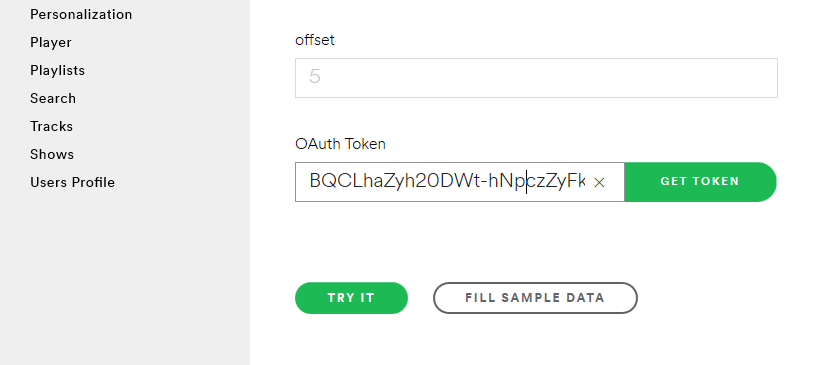 Personalization
Player
Playlists
Search
Tracks
Shows
Users Profile
offset
5
OAuth Token
BQCLhaZyh20DWt-hNpczZyFk
GET TOKEN
TRY IT
FILL SAMPLE DATA